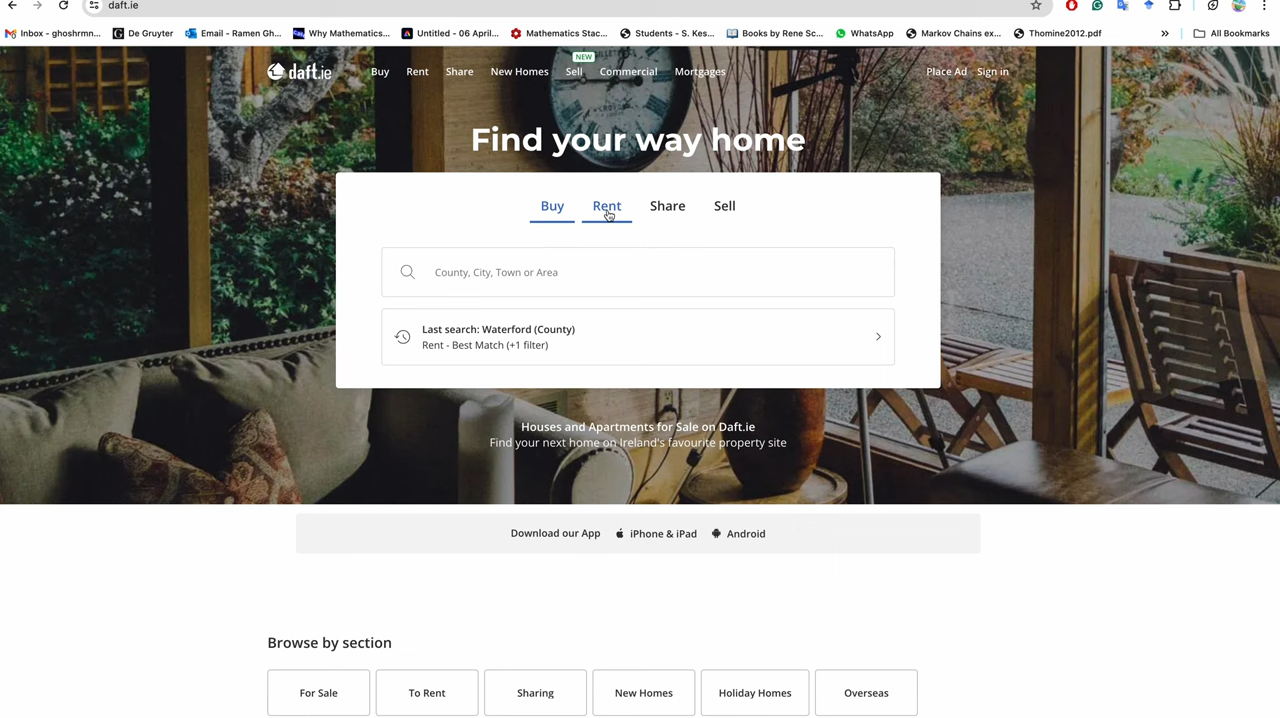 daft.ie
Inbox - ghoshrmn... De Gruyter Email - Ramen Gh... Why Mathematics... Untitled - 06 April... Mathematics Stac... Students - S. Kes... Books by Rene Sc... WhatsApp Markov Chains ex... Thomine2012.pdf » All Bookmarks
NEW
daft.ie Buy Rent Share New Homes Sell Commercial Mortgages Place Ad Sign in
Find your way home
Buy Rent Share Sell
County, City, Town or Area
Last search: Waterford (County)
Rent - Best Match (+1 filter)
Houses and Apartments for Sale on Daft.ie
Find your next home on Ireland's favourite property site
Download our App iPhone & iPad Android
Browse by section
For Sale To Rent Sharing New Homes Holiday Homes Overseas